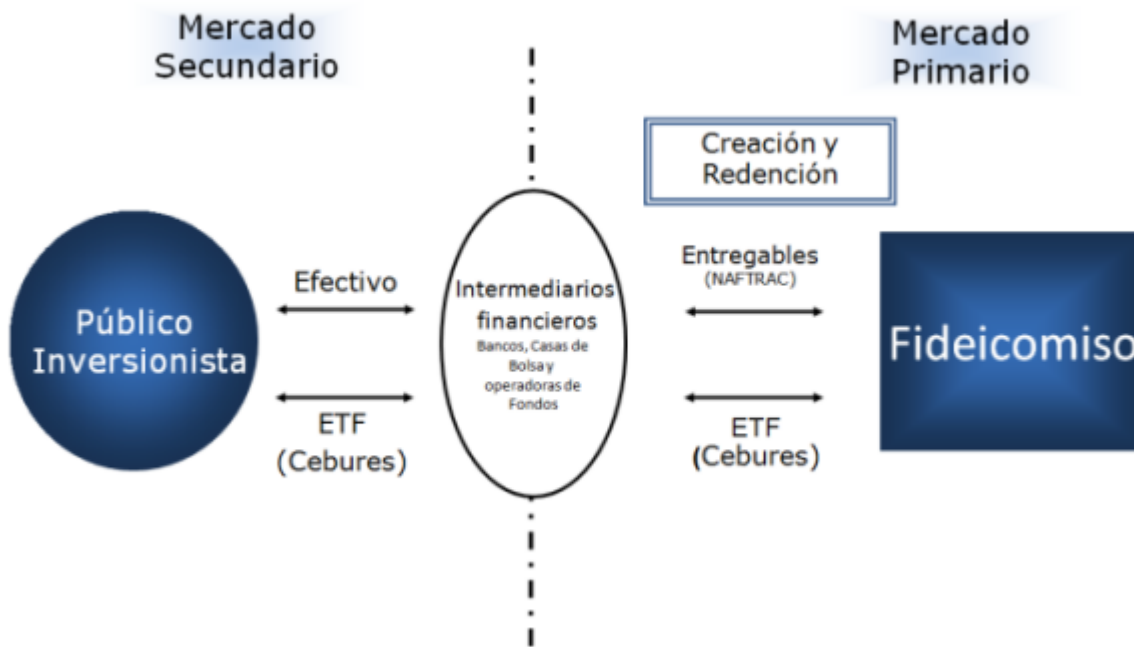 Mercado
Secundario
Mercado
Primario
Creación y
Redención
Público
Inversionista
Efectivo
ETF
(Cebures)
Intermediarios
financieros
Bancos, Casas de
Bolsa y
operadoras de
Fondos
Entregables
(NAFTRAC)
ETF
(Cebures)
Fideicomiso